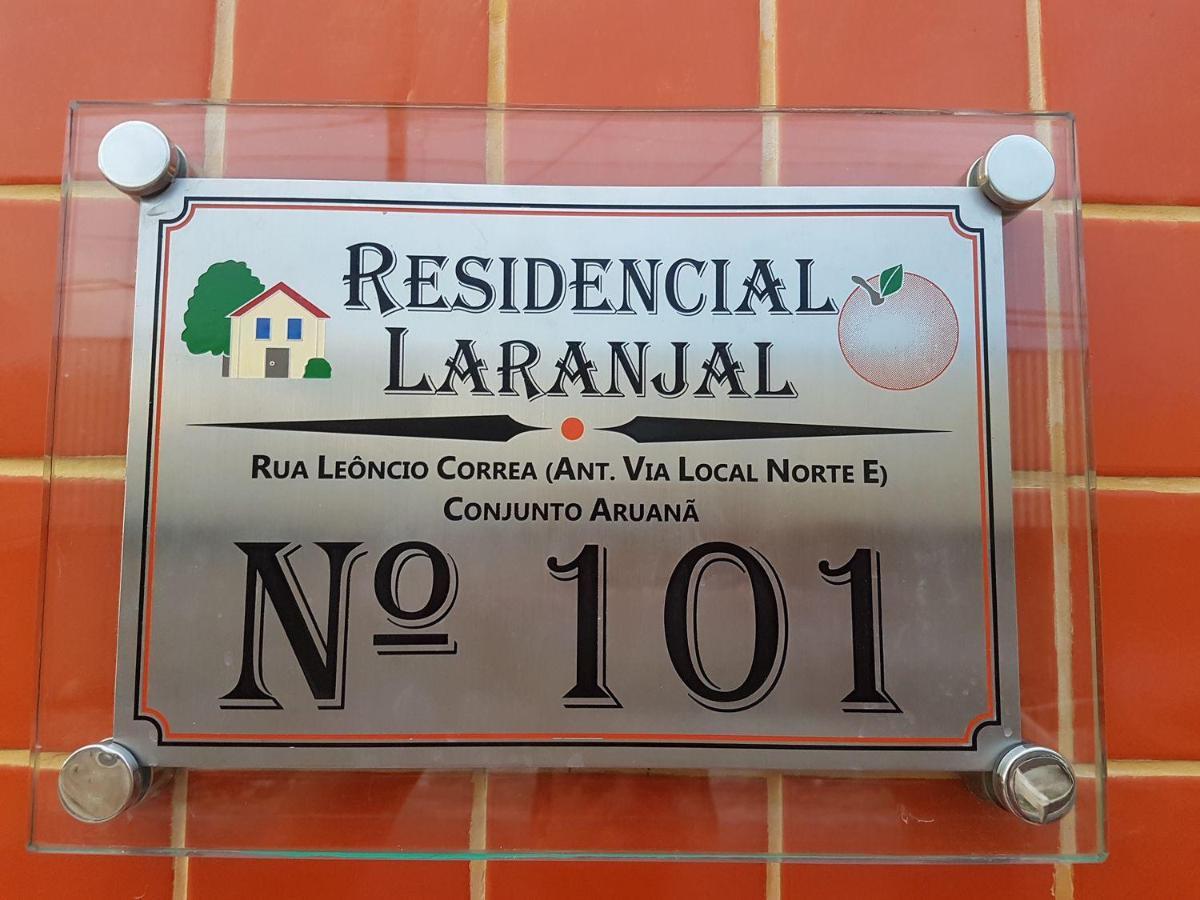 RESIDENCIAL
LARANJAL
RUA LEÔNCIO CORREA (ANT. VIA LOCAL NORTE E)
CONJUNTO ARUANÃ
Nº 101